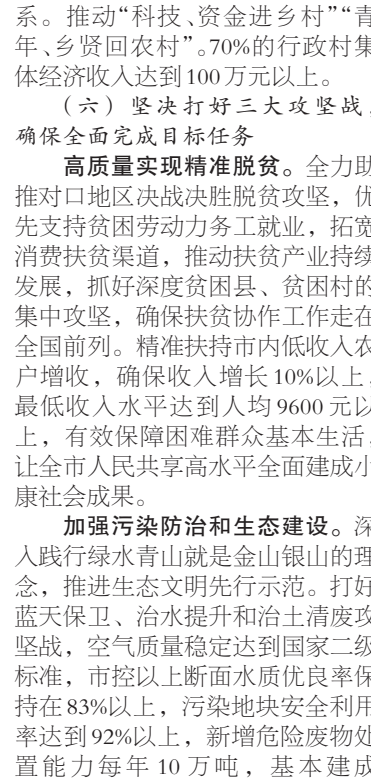 系。推动“科技、资金进乡村”“青
年、乡贤回农村”。70%的行政村集
体经济收入达到100万元以上。
（六）坚决打好三大攻坚战，
确保全面完成目标任务
高质量实现精准脱贫。全力助
推对口地区决战决胜脱贫攻坚，优
先支持贫困劳动力务工就业，拓宽
消费扶贫渠道，推动扶贫产业持续
发展，抓好深度贫困县、贫困村的
集中攻坚，确保扶贫协作工作走在
全国前列。精准扶持市内低收入农
户增收，确保收入增长10%以上，
最低收入水平达到人均9600元以
上，有效保障困难群众基本生活，
让全市人民共享高水平全面建成小
康社会成果。
加强污染防治和生态建设。深
入践行绿水青山就是金山银山的理
念，推进生态文明先行示范。打好
蓝天保卫、治水提升和治土清废攻
坚战，空气质量稳定达到国家二级
标准，市控以上断面水质优良率保
持在83%以上，污染地块安全利用
率达到92%以上，新增危险废物处
置能力每年10万吨，基本建成